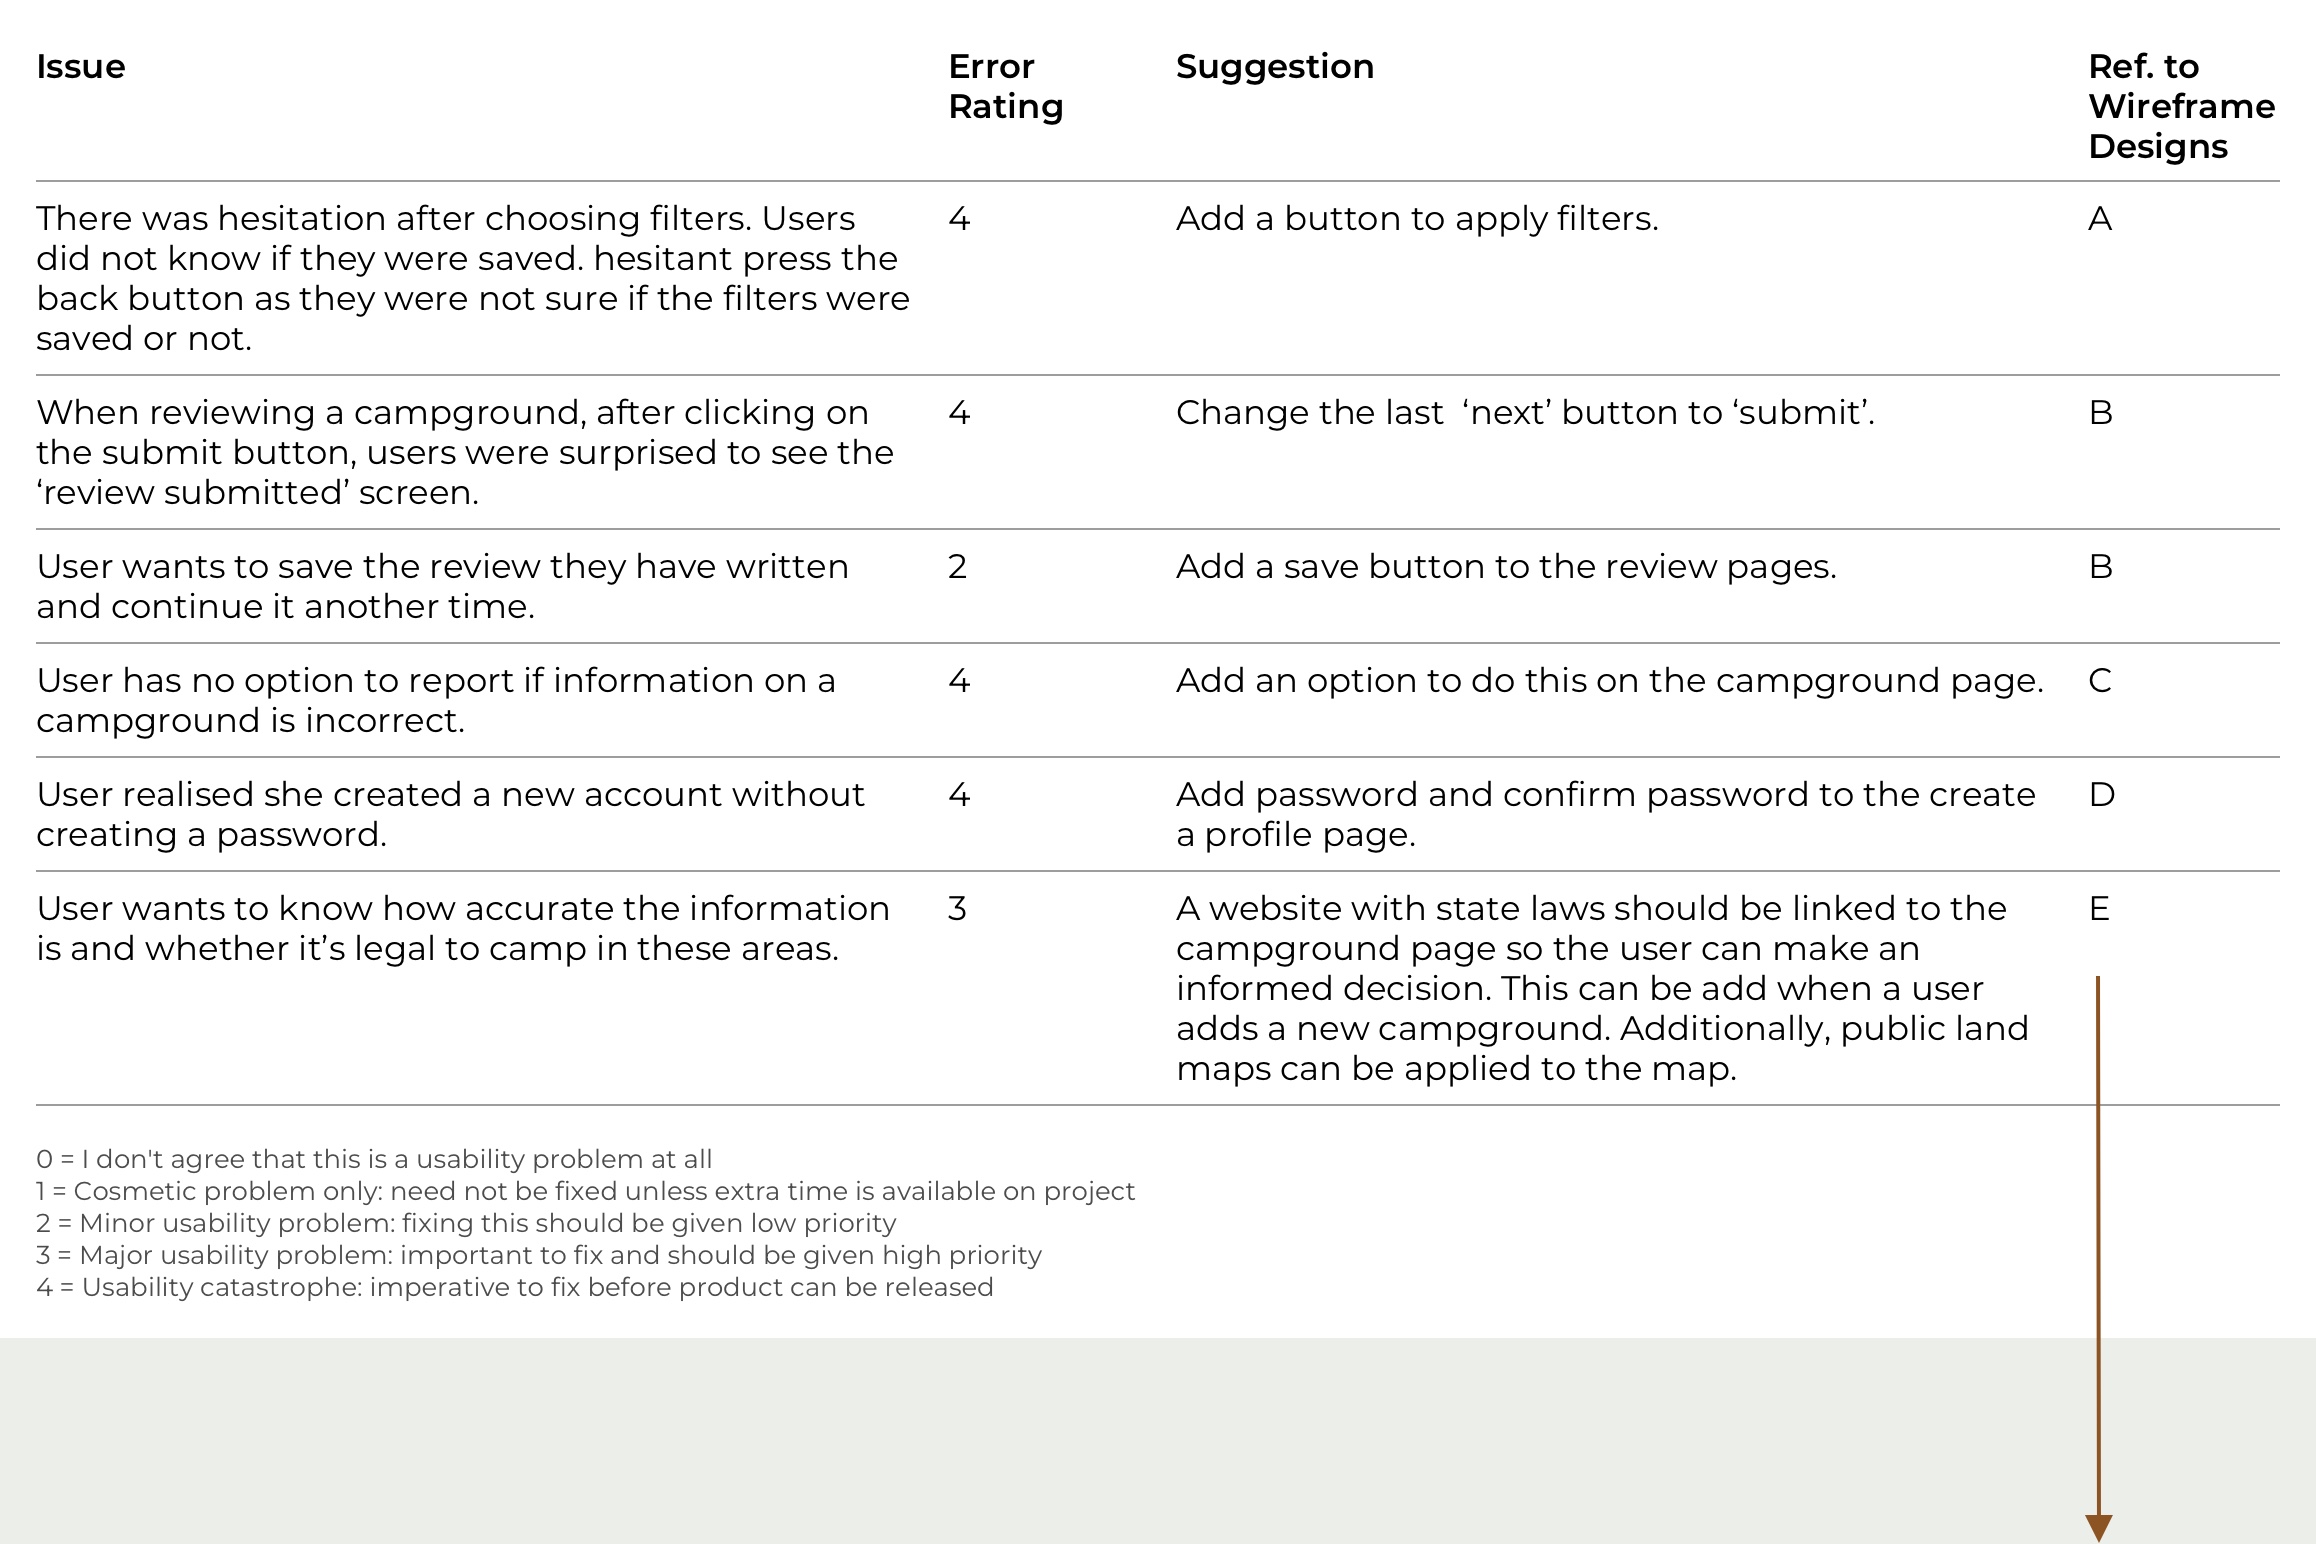 Issue
Error
Rating
Suggestion
Ref. to
Wireframe
Designs
There was hesitation after choosing filters. Users
did not know if they were saved. hesitant press the
back button as they were not sure if the filters were
saved or not.
4
Add a button to apply filters.
A
When reviewing a campground, after clicking on
the submit button, users were surprised to see the
‘review submitted’ screen.
4
Change the last  ‘next’ button to ‘submit’.
B
User wants to save the review they have written
and continue it another time.
2
Add a save button to the review pages.
B
User has no option to report if information on a
campground is incorrect.
4
Add an option to do this on the campground page.
C
User realised she created a new account without
creating a password.
4
Add password and confirm password to the create
a profile page.
D
User wants to know how accurate the information
is and whether it’s legal to camp in these areas.
3
A website with state laws should be linked to the
campground page so the user can make an
informed decision. This can be add when a user
adds a new campground. Additionally, public land
maps can be applied to the map.
E
0 = I don't agree that this is a usability problem at all
1 = Cosmetic problem only: need not be fixed unless extra time is available on project
2 = Minor usability problem: fixing this should be given low priority
3 = Major usability problem: important to fix and should be given high priority
4 = Usability catastrophe: imperative to fix before product can be released